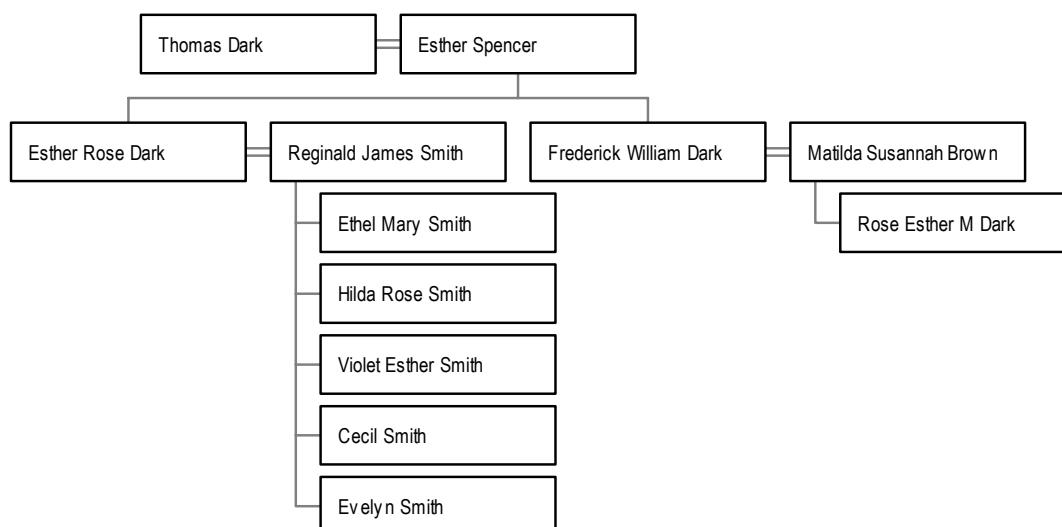 Thomas Dark
Esther Spencer
Esther Rose Dark
Reginald James Smith
Frederick William Dark
Matilda Susannah Brown
Ethel Mary Smith
Rose Esther M Dark
Hilda Rose Smith
Violet Esther Smith
Cecil Smith
Evelyn Smith